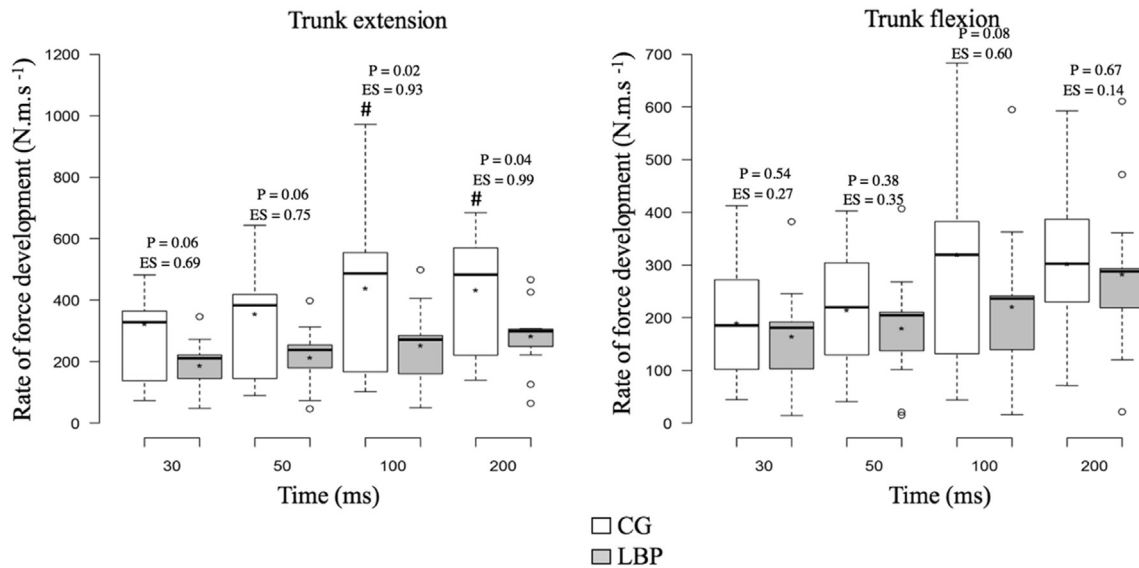 Trunk extension
Rate of force development (N.m.s -1)
1200
1000
800
600
400
200
0
P = 0.06
ES = 0.69
P = 0.06
ES = 0.75
P = 0.02
ES = 0.93
#
P = 0.04
ES = 0.99
#
30
50
100
200
Time (ms)
Trunk flexion
Rate of force development (N.m.s -1)
700
600
500
400
300
200
100
0
P = 0.54
ES = 0.27
P = 0.38
ES = 0.35
P = 0.08
ES = 0.60
P = 0.67
ES = 0.14
30
50
100
200
Time (ms)
CG
LBP